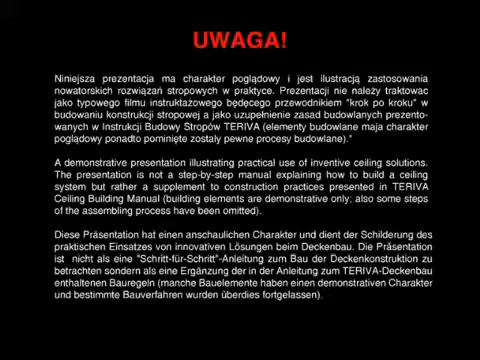 UWAGA!
Niniejsza prezentacja ma charakter poglądowy i jest ilustracją zastosowania
nowatorskich rozwiązań stropowych w praktyce. Prezentacji nie należy traktowac
jako typowego filmu instruktażowego będęcego przewodnikiem "krok po kroku" w
budowaniu konstrukcji stropowej a jako uzupełnienie zasad budowlanych prezento-
wanych w Instrukcji Budowy Stropów TERIVA (elementy budowlane maja charakter
poglądowy ponadto pominięte zostały pewne procesy budowlane)."
A demonstrative presentation illustrating practical use of inventive ceiling solutions.
The presentation is not a step-by-step manual explaining how to build a ceiling
system but rather a supplement to construction practices presented in TERIVA
Ceiling Building Manual (building elements are demonstrative only; also some steps
of the assembling process have been omitted).
Diese Präsentation hat einen anschaulichen Charakter und dient der Schilderung des
praktischen Einsatzes von innovativen Lösungen beim Deckenbau. Die Präsentation
ist nicht als eine "Schritt-für-Schritt"-Anleitung zum Bau der Deckenkonstruktion zu
betrachten sondern als eine Ergänzung der in der Anleitung zum TERIVA-Deckenbau
enthaltenen Bauregeln (manche Bauelemente haben einen demonstrativen Charakter
und bestimmte Bauverfahren wurden überdies fortgelassen).